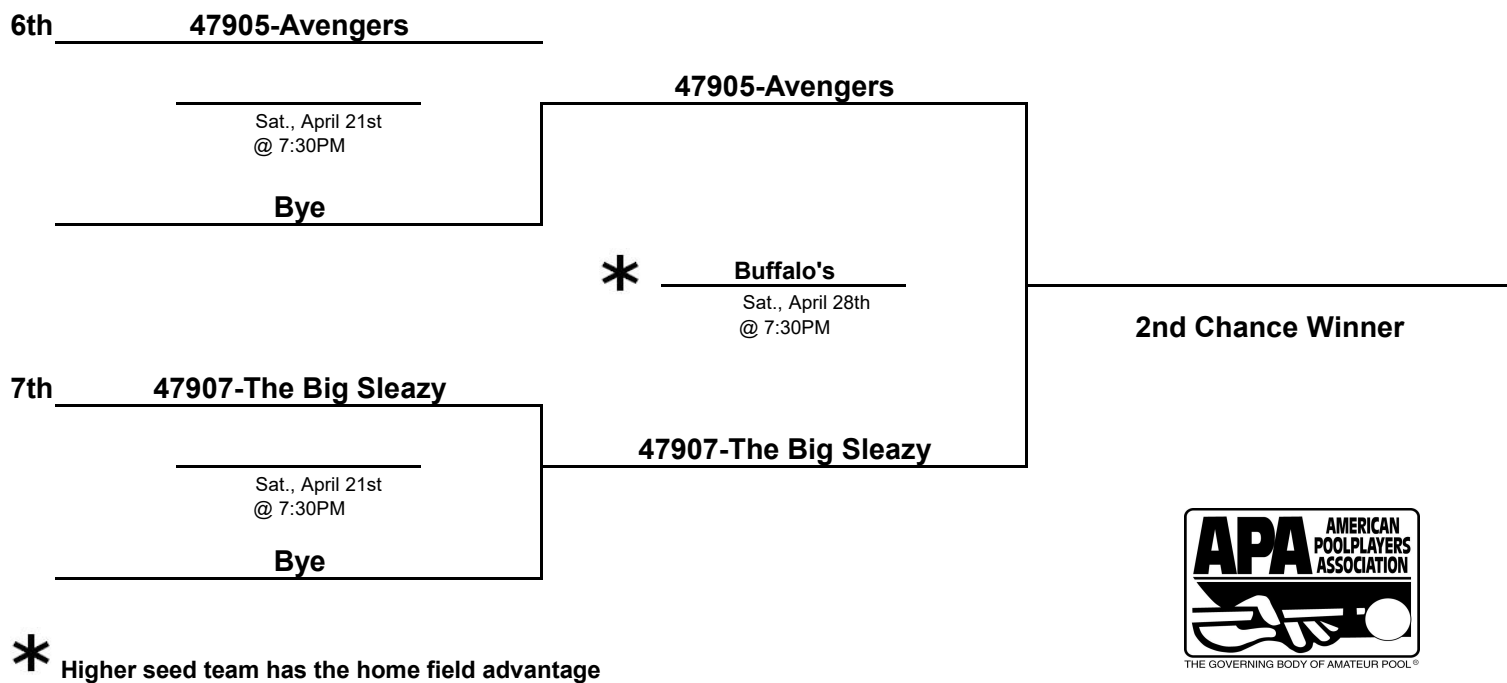 6th 47905-Avengers
47905-Avengers
Sat., April 21st
@ 7:30PM
Bye
* Buffalo's
Sat., April 28th
@ 7:30PM
2nd Chance Winner
7th 47907-The Big Sleazy
47907-The Big Sleazy
Sat., April 21st
@ 7:30PM
Bye
* Higher seed team has the home field advantage
APA
AMERICAN
POOLPLAYERS
ASSOCIATION
THE GOVERNING BODY OF AMATEUR POOL®